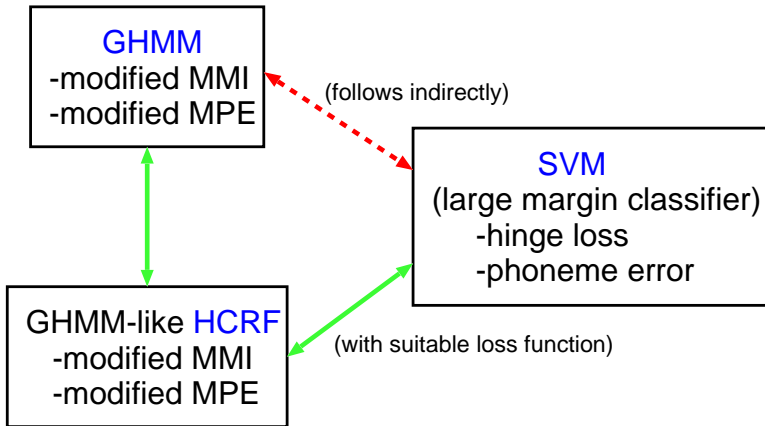 GHMM
-modified MMI
-modified MPE
(follows indirectly)
SVM
(large margin classifier)
-hinge loss
-phoneme error
GHMM-like HCRF
-modified MMI
-modified MPE
(with suitable loss function)